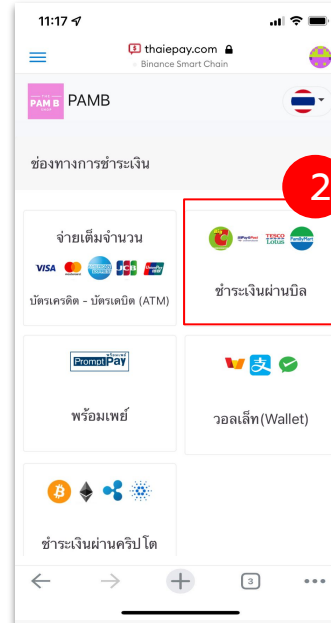 11:17
thaiepay.com
Binance Smart Chain
PAM B
PAMB
ช่องทางการชำระเงิน
2
จ่ายเต็มจำนวน
VISA JCB
บัตรเครดิต - บัตรเดบิต (ATM)
TESCO
Lotus
ชำระเงินผ่านบิล
PromptPay
พร้อมเพย์
วอลเล็ท(Wallet)
ชำระเงินผ่านคริปโต
3